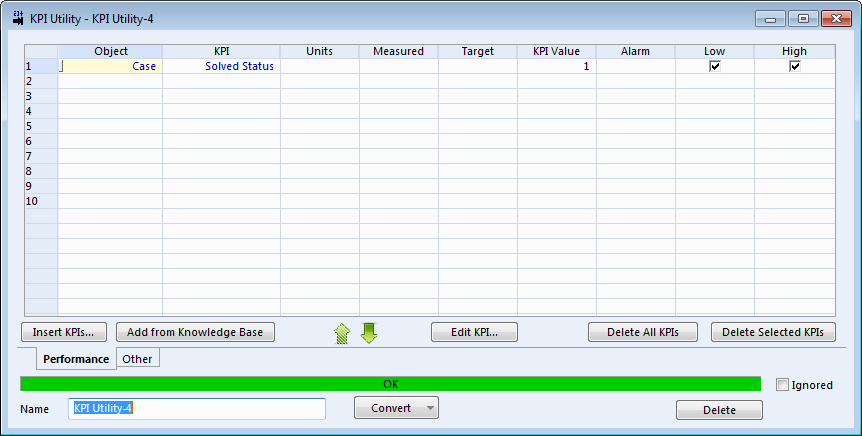 KPI Utility - KPI Utility-4
Object KPI Units Measured Target KPI Value Alarm Low High
1 Case Solved Status 1
2
3
4
5
6
7
8
9
10
Insert KPIs... Add from Knowledge Base Edit KPI... Delete All KPIs Delete Selected KPIs
Performance Other
OK Ignored
Name KPI Utility-4 Convert Delete